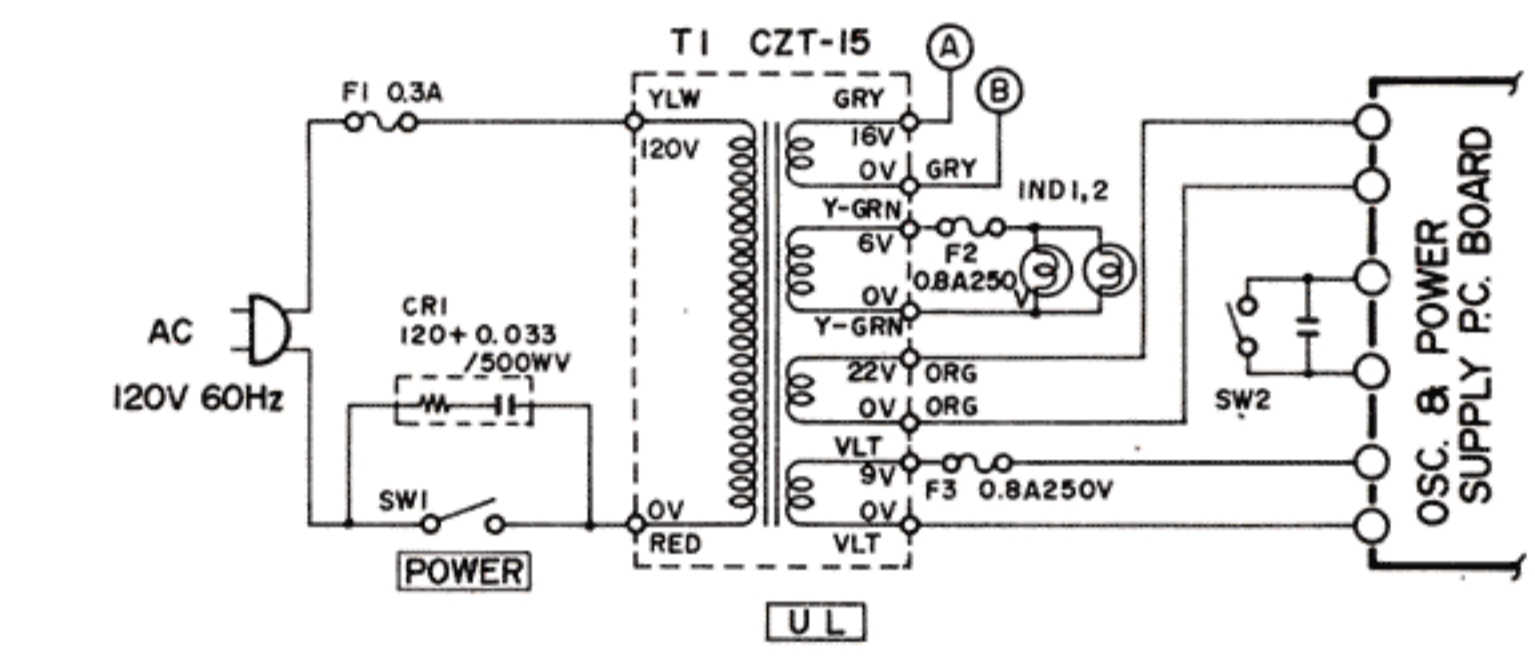 T1 CZT-15
A
B
F1 0.3A
YLW
GRY
120V
16V
0V
GRY
IND1,2
Y-GRN
6V
F2
0.8A250
V
0V
Y-GRN
CR1
120+0.033
/500WV
AC
120V 60Hz
22V
ORG
0V
ORG
SW2
VLT
9V
F3 0.8A250V
SW1
0V
0V
RED
VLT
POWER
UL
OSC. & POWER
SUPPLY P.C. BOARD